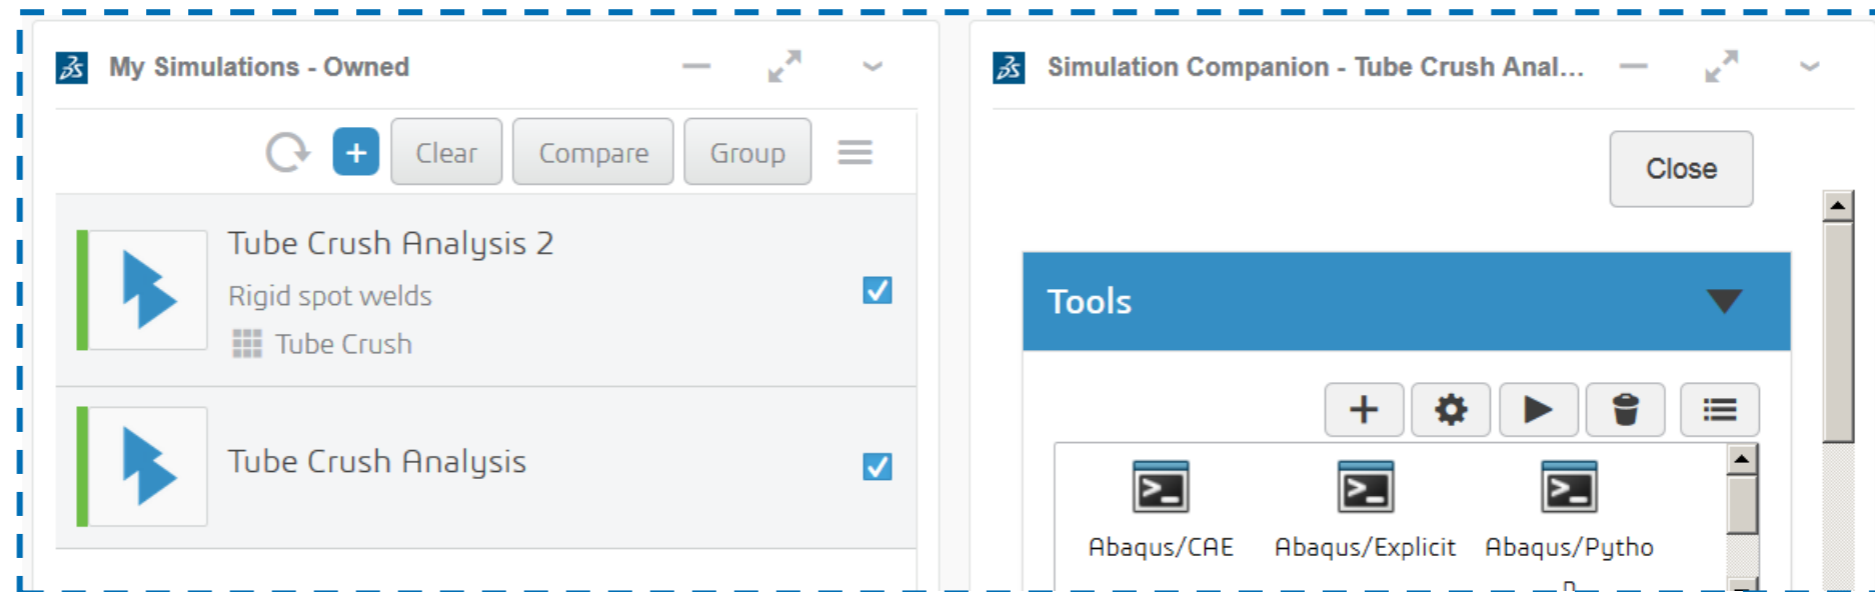 My Simulations - Owned
Clear Compare Group
Tube Crush Analysis 2
Rigid spot welds
Tube Crush
Tube Crush Analysis
Simulation Companion - Tube Crush Anal...
Close
Tools
Abaqus/CAE Abaqus/Explicit Abaqus/Pytho
n